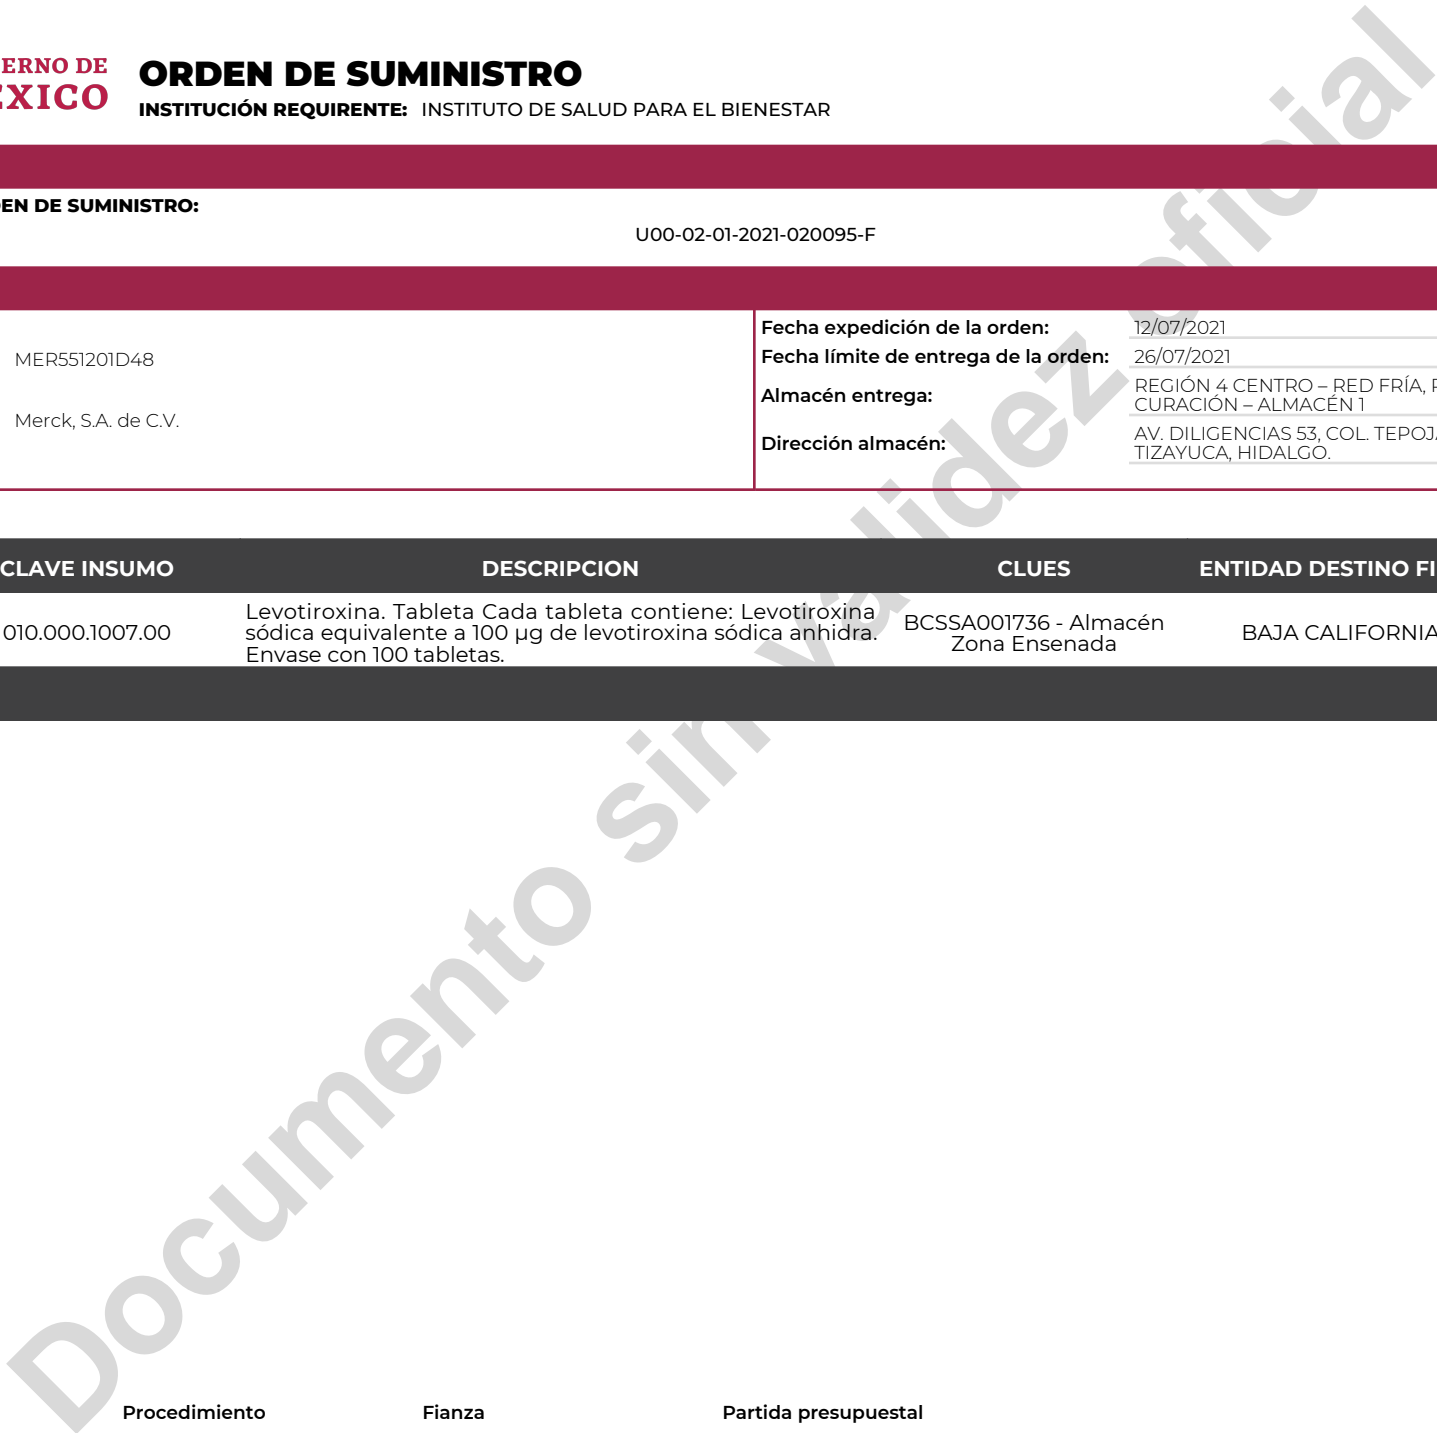 ERNO DE
ÉXICO
ORDEN DE SUMINISTRO
INSTITUCIÓN REQUIRENTE: INSTITUTO DE SALUD PARA EL BIENESTAR
EN DE SUMINISTRO:
U00-02-01-2021-020095-F
MER551201D48
Merck, S.A. de C.V.
Fecha expedición de la orden: 12/07/2021
Fecha límite de entrega de la orden: 26/07/2021
Almacén entrega: REGIÓN 4 CENTRO – RED FRÍA,
CURACIÓN – ALMACÉN 1
Dirección almacén: AV. DILIGENCIAS 53, COL. TEPOJ
TIZAYUCA, HIDALGO.
CLAVE INSUMO DESCRIPCION CLUES ENTIDAD DESTINO FI
010.000.1007.00
Levotiroxina. Tableta Cada tableta contiene: Levotiroxina
sódica equivalente a 100 µg de levotiroxina sódica anhidra.
Envase con 100 tabletas.
BCSSA001736 - Almacén
Zona Ensenada
BAJA CALIFORNIA
Documento sin validez oficial
Procedimiento Fianza Partida presupuestal